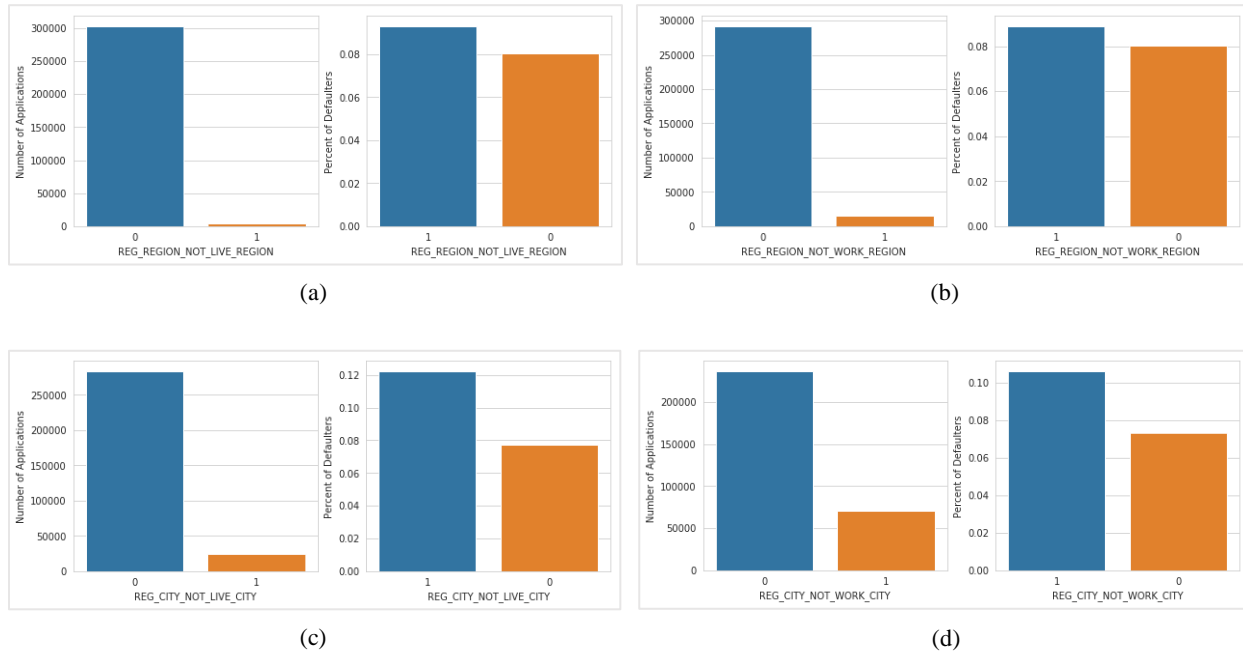 Number of Applications
300000
250000
200000
150000
100000
50000
0
0 1
REG_REGION_NOT_LIVE_REGION
Percent of Defaulters
0.08
0.06
0.04
0.02
0.00
1 0
REG_REGION_NOT_LIVE_REGION
(a)
Number of Applications
300000
250000
200000
150000
100000
50000
0
0 1
REG_REGION_NOT_WORK_REGION
Percent of Defaulters
0.08
0.06
0.04
0.02
0.00
1 0
REG_REGION_NOT_WORK_REGION
(b)
Number of Applications
250000
200000
150000
100000
50000
0
0 1
REG_CITY_NOT_LIVE_CITY
Percent of Defaulters
0.12
0.10
0.08
0.06
0.04
0.02
0.00
1 0
REG_CITY_NOT_LIVE_CITY
(c)
Number of Applications
200000
150000
100000
50000
0
0 1
REG_CITY_NOT_WORK_CITY
Percent of Defaulters
0.10
0.08
0.06
0.04
0.02
0.00
1 0
REG_CITY_NOT_WORK_CITY
(d)